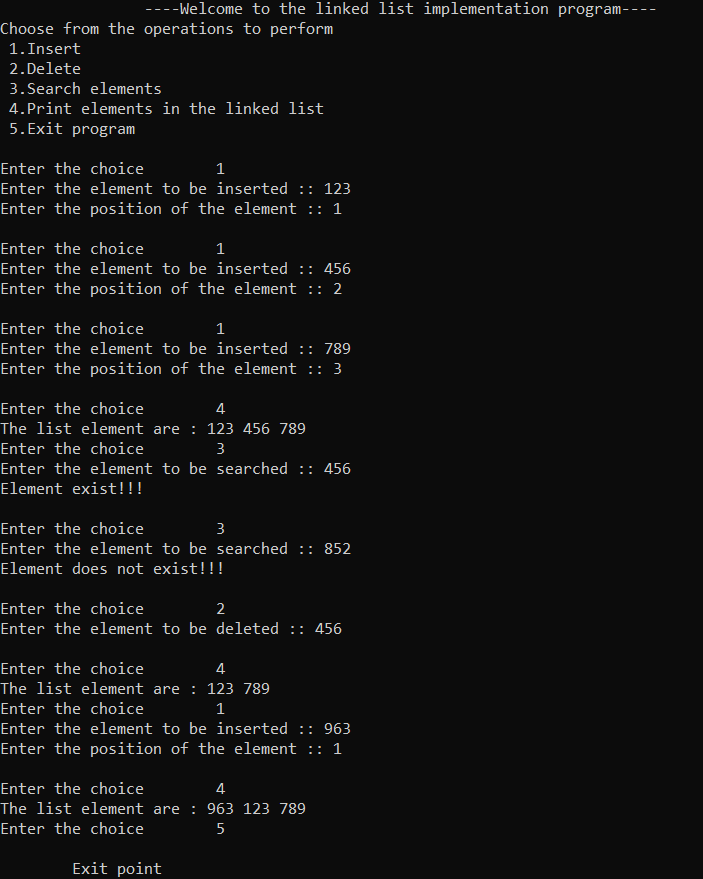 ----Welcome to the linked list implementation program----
Choose from the operations to perform
1.Insert
2.Delete
3.Search elements
4.Print elements in the linked list
5.Exit program
Enter the choice 1
Enter the element to be inserted :: 123
Enter the position of the element :: 1
Enter the choice 1
Enter the element to be inserted :: 456
Enter the position of the element :: 2
Enter the choice 1
Enter the element to be inserted :: 789
Enter the position of the element :: 3
Enter the choice 4
The list element are : 123 456 789
Enter the choice 3
Enter the element to be searched :: 456
Element exist!!!
Enter the choice 3
Enter the element to be searched :: 852
Element does not exist!!!
Enter the choice 2
Enter the element to be deleted :: 456
Enter the choice 4
The list element are : 123 789
Enter the choice 1
Enter the element to be inserted :: 963
Enter the position of the element :: 1
Enter the choice 4
The list element are : 963 123 789
Enter the choice 5
Exit point